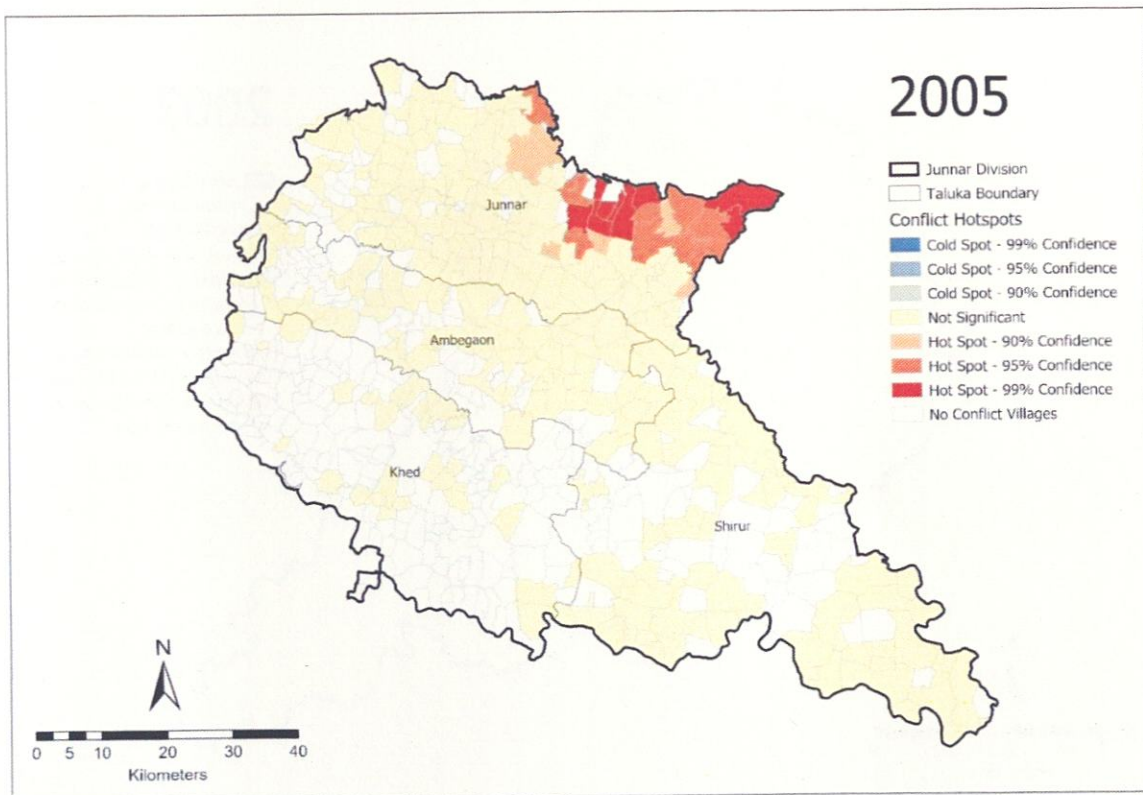 2005
Junnar Division
Taluka Boundary
Conflict Hotspots
Cold Spot - 99% Confidence
Cold Spot - 95% Confidence
Cold Spot - 90% Confidence
Not Significant
Hot Spot - 90% Confidence
Hot Spot - 95% Confidence
Hot Spot - 99% Confidence
No Conflict Villages
Junnar
Ambegaon
Khed
Shirur
N
0 5 10 20 30 40
Kilometers